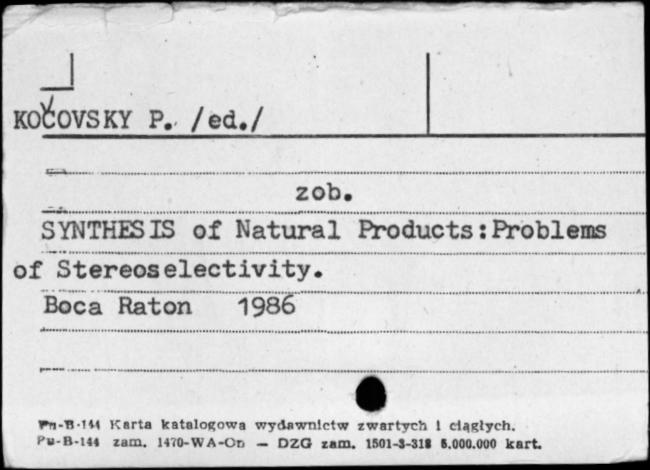 KOČOVSKY P. /ed./
zob.
SYNTHESIS of Natural Products:Problems
of Stereoselectivity.
Boca Raton 1986
Pn-B-144 Karta katalogowa wydawnictw zwartych i ciągłych.
Pu-B-144 zam. 1470-WA-On — DZG zam. 1501-3-318 5.000.000 kart.